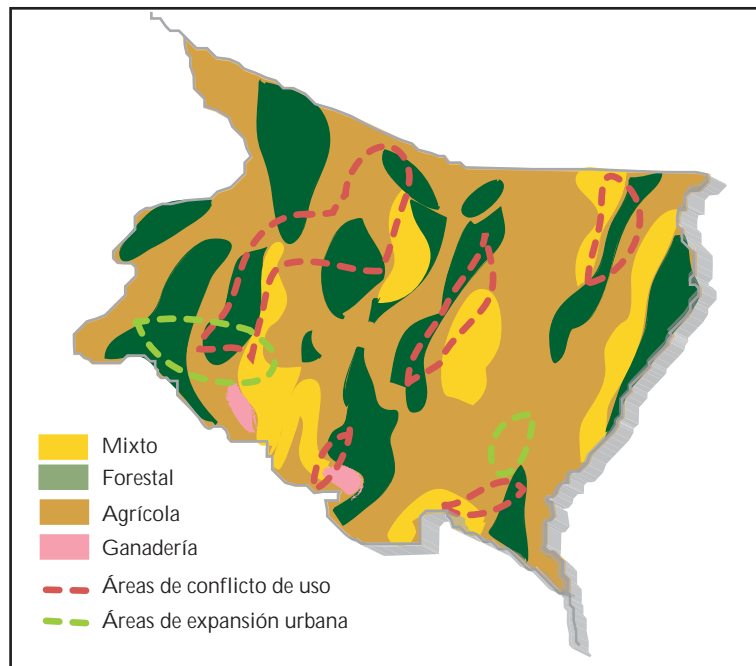 Mixto
Forestal
Agrícola
Ganadería
Áreas de conflicto de uso
Áreas de expansión urbana